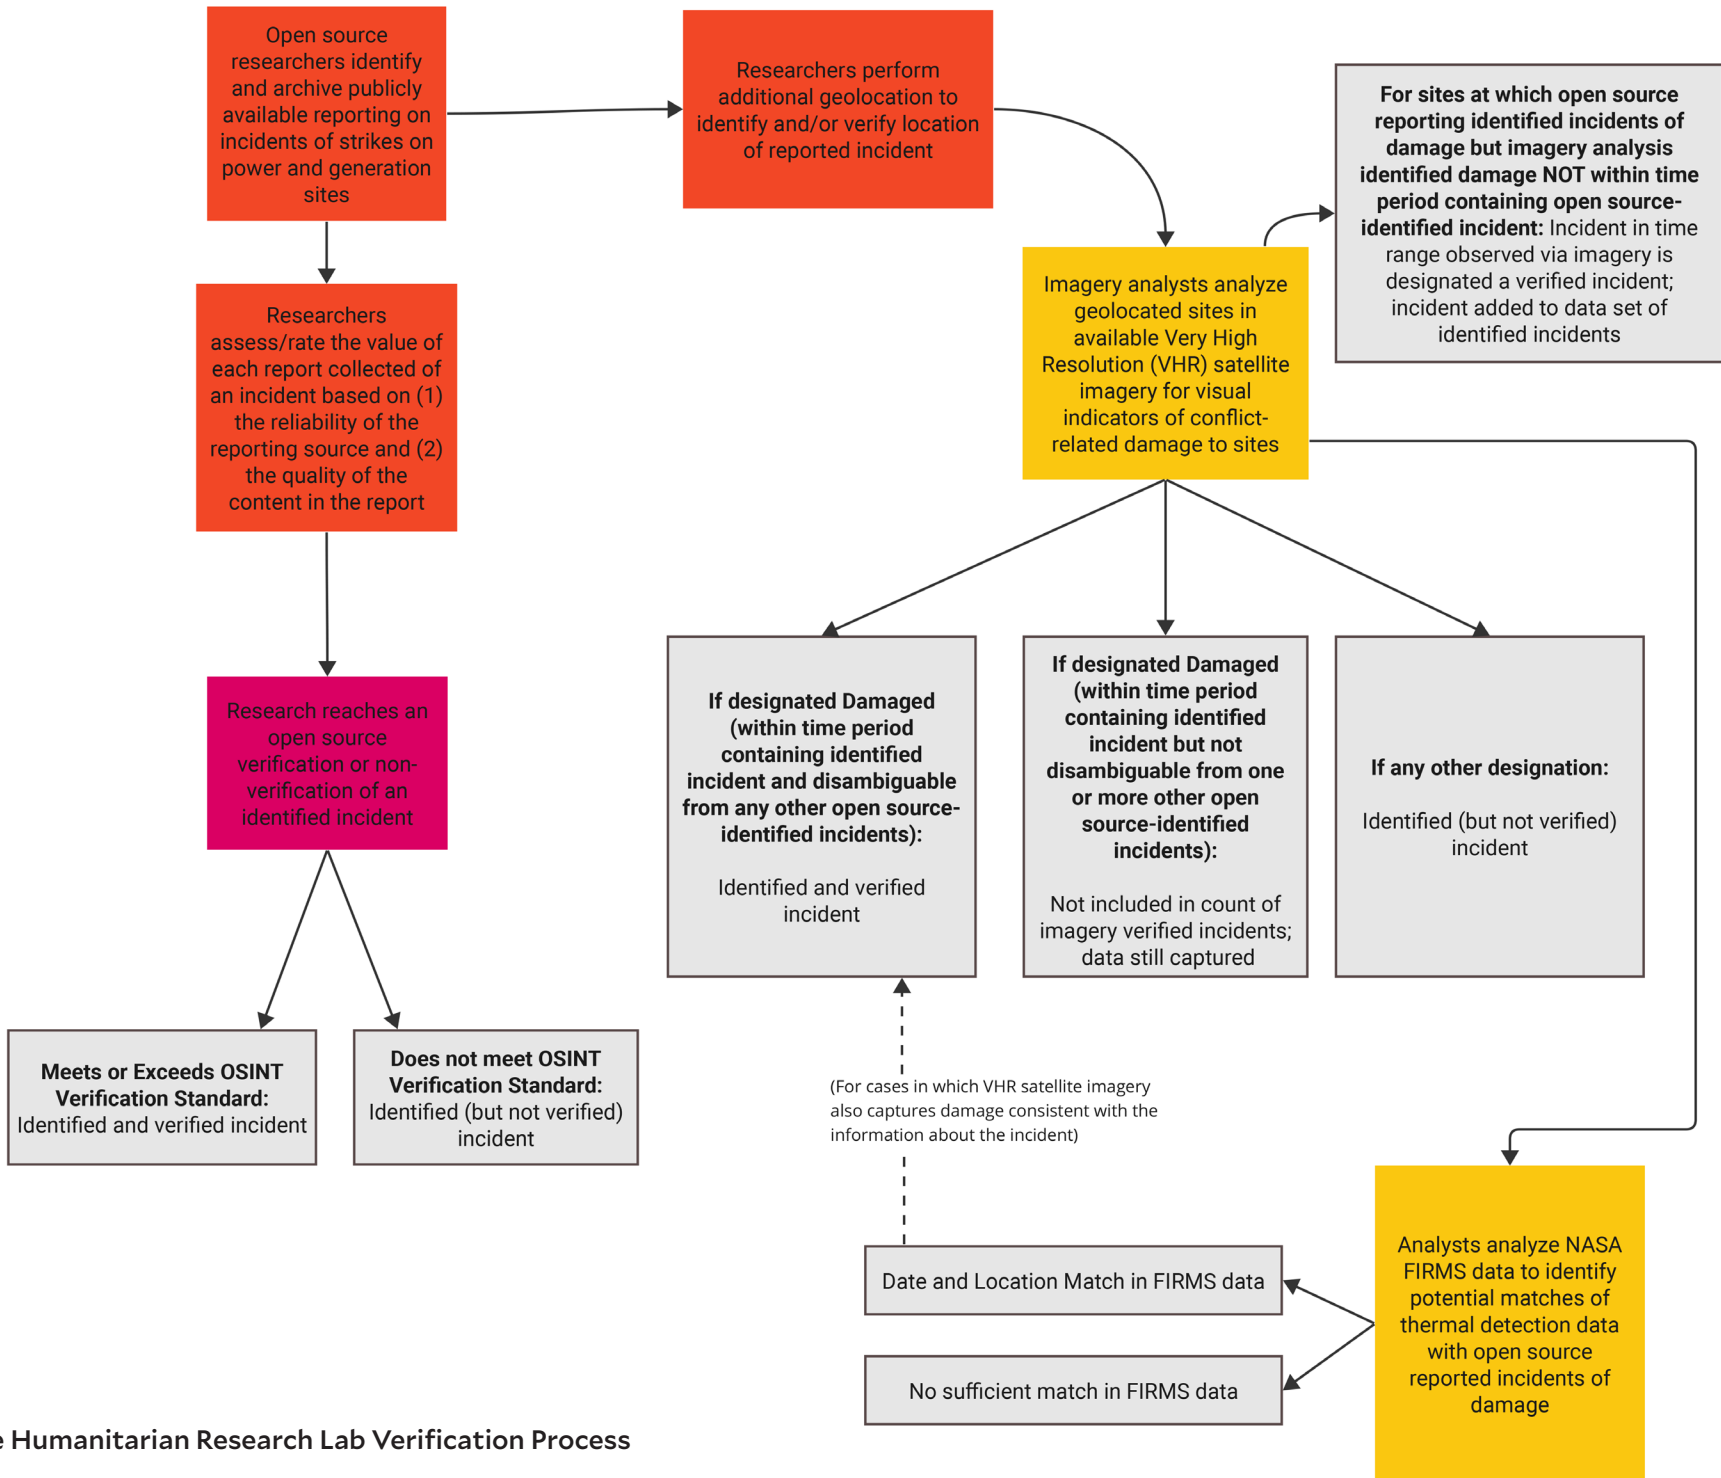 Open source
researchers identify
and archive publicly
available reporting on
incidents of strikes on
power and generation
sites
Researchers perform
additional geolocation to
identify and/or verify location
of reported incident
For sites at which open source
reporting identified incidents of
damage but imagery analysis
identified damage NOT within time
period containing open source-
identified incident: Incident in time
range observed via imagery is
designated a verified incident;
incident added to data set of
identified incidents
Researchers
assess/rate the value of
each report collected of
an incident based on (1)
the reliability of the
reporting source and (2)
the quality of the
content in the report
Imagery analysts analyze
geolocated sites in
available Very High
Resolution (VHR) satellite
imagery for visual
indicators of conflict-
related damage to sites
Research reaches an
open source
verification or non-
verification of an
identified incident
If designated Damaged
(within time period
containing identified
incident and disambiguable
from any other open source-
identified incidents):
Identified and verified
incident
If designated Damaged
(within time period
containing identified
incident but not
disambiguable from one
or more other open
source-identified
incidents):
Not included in count of
imagery verified incidents;
data still captured
If any other designation:
Identified (but not verified)
incident
Meets or Exceeds OSINT
Verification Standard:
Identified and verified incident
Does not meet OSINT
Verification Standard:
Identified (but not verified)
incident
(For cases in which VHR satellite imagery
also captures damage consistent with the
information about the incident)
Date and Location Match in FIRMS data
No sufficient match in FIRMS data
Analysts analyze NASA
FIRMS data to identify
potential matches of
thermal detection data
with open source
reported incidents of
damage
Humanitarian Research Lab Verification Process